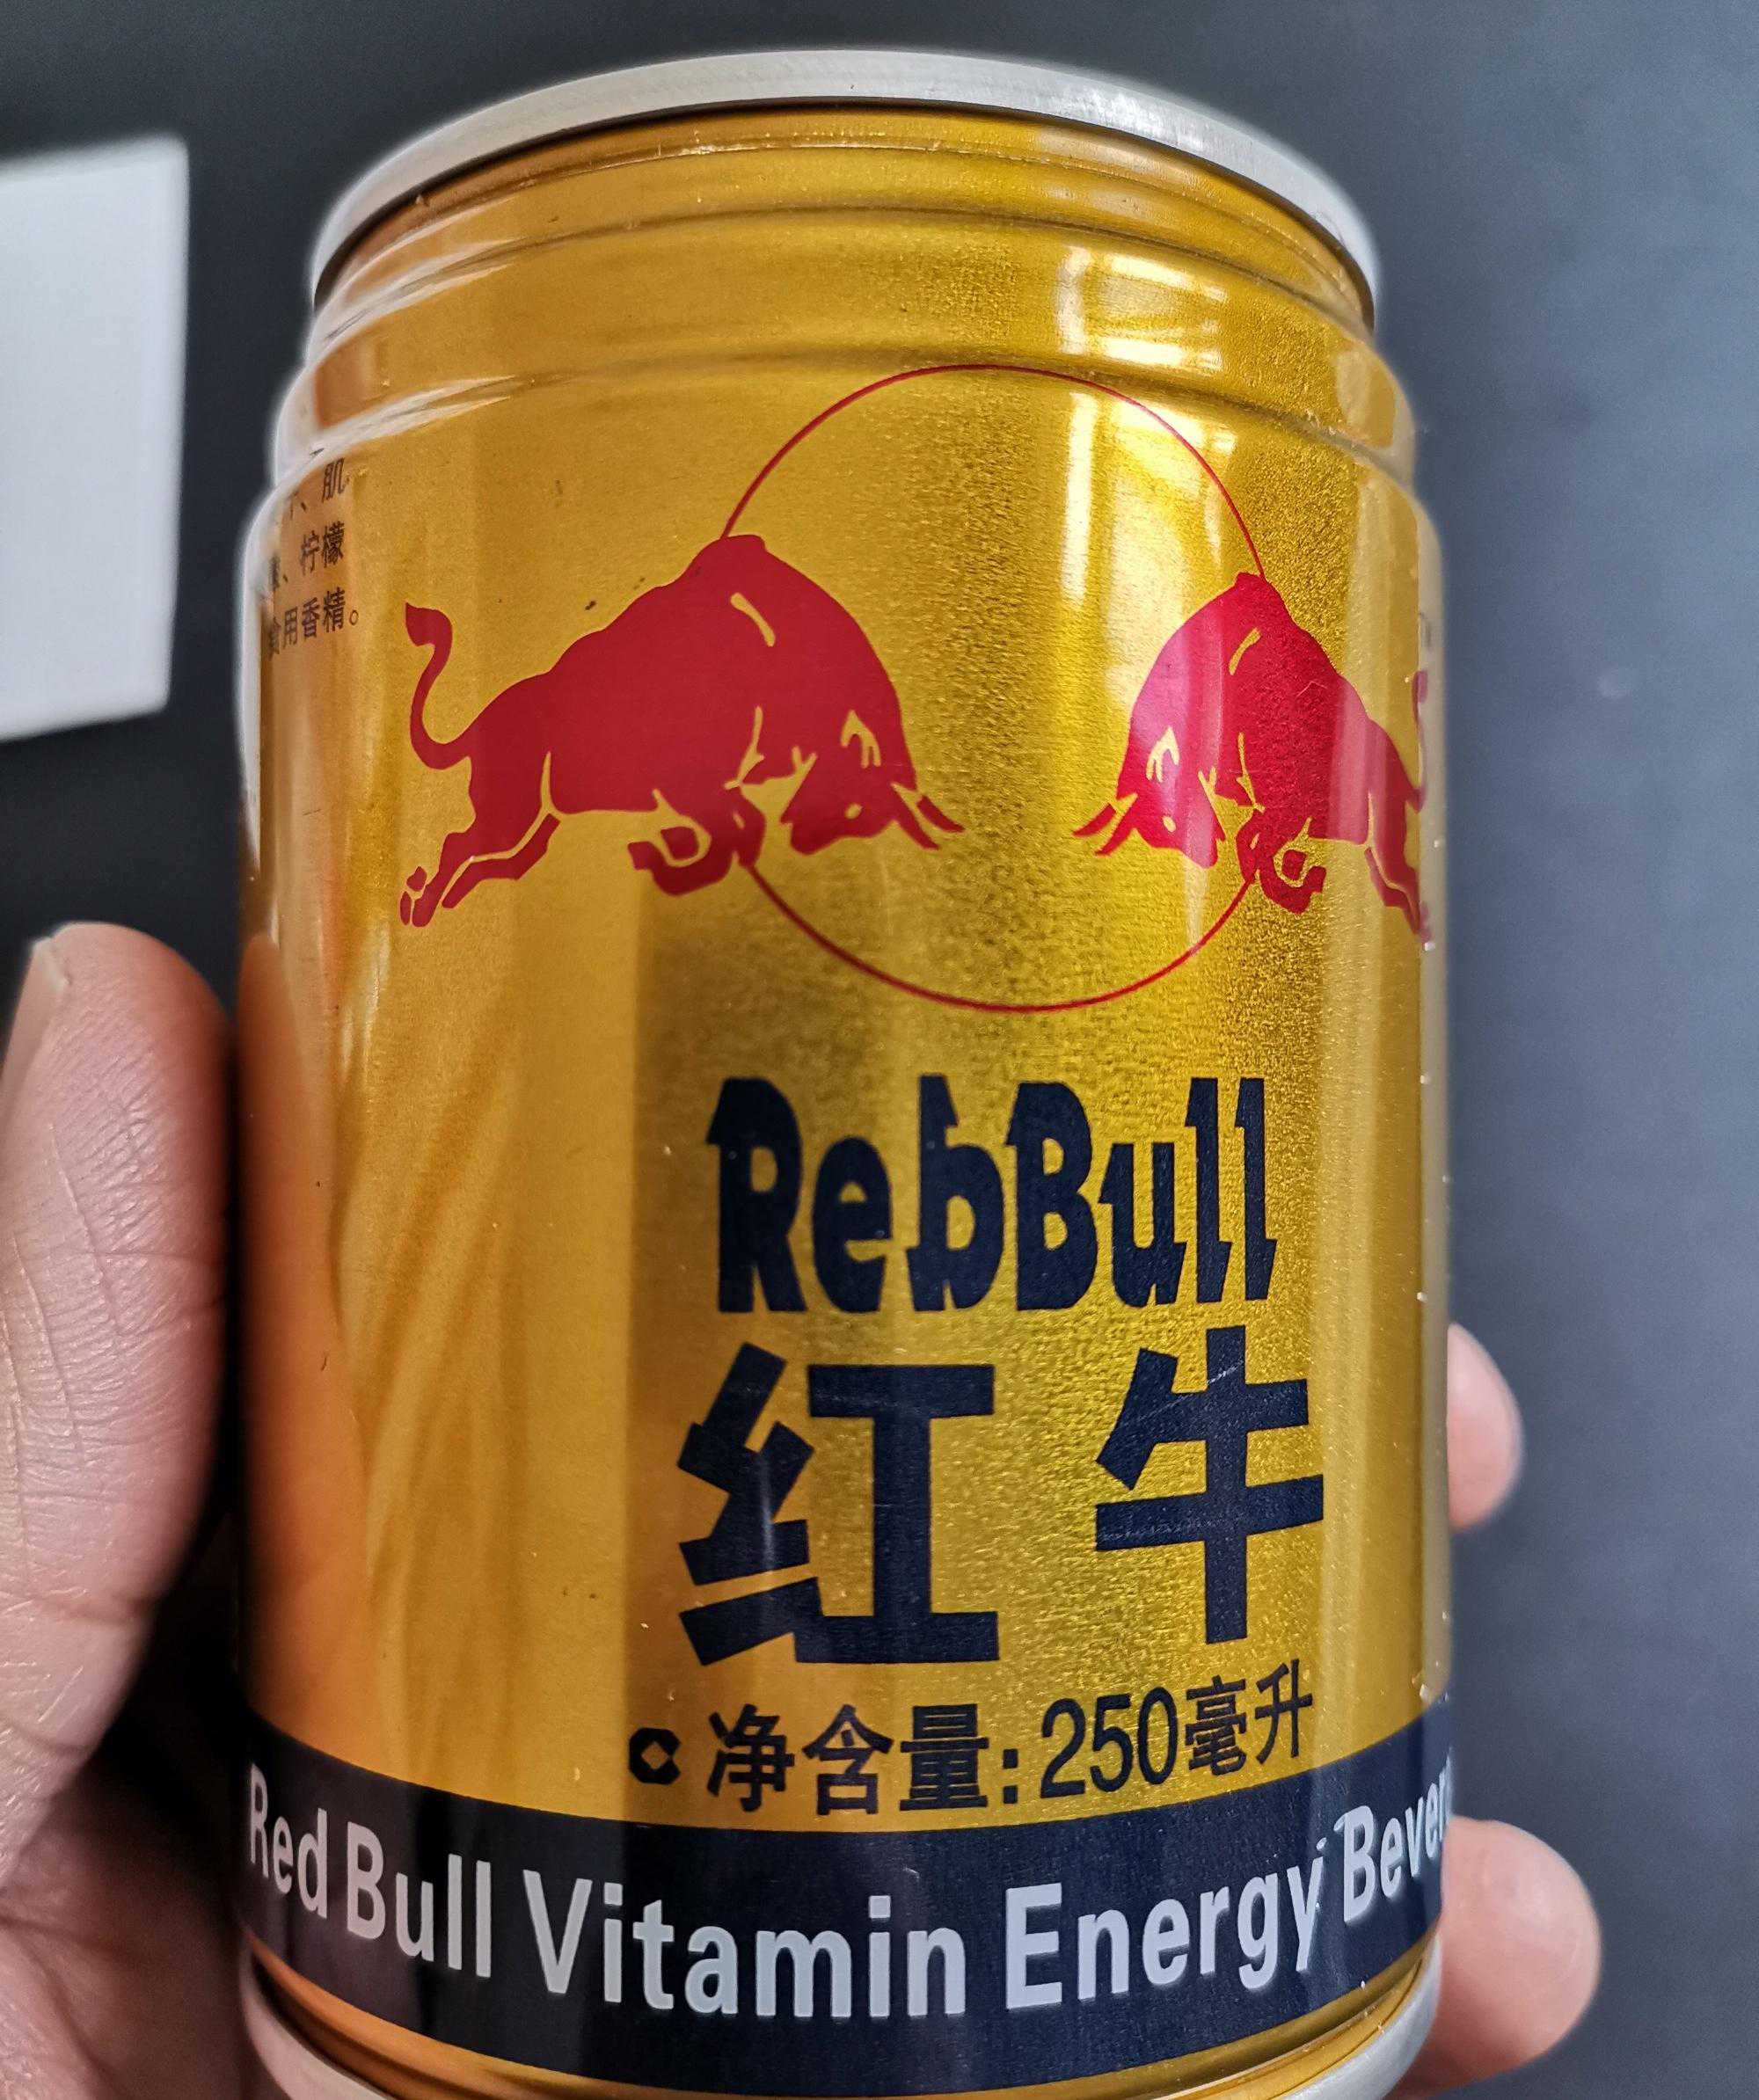 、肌
、柠檬
食用香精。
RebBull
红牛
C 净含量:250毫升
Red Bull Vitamin Energy